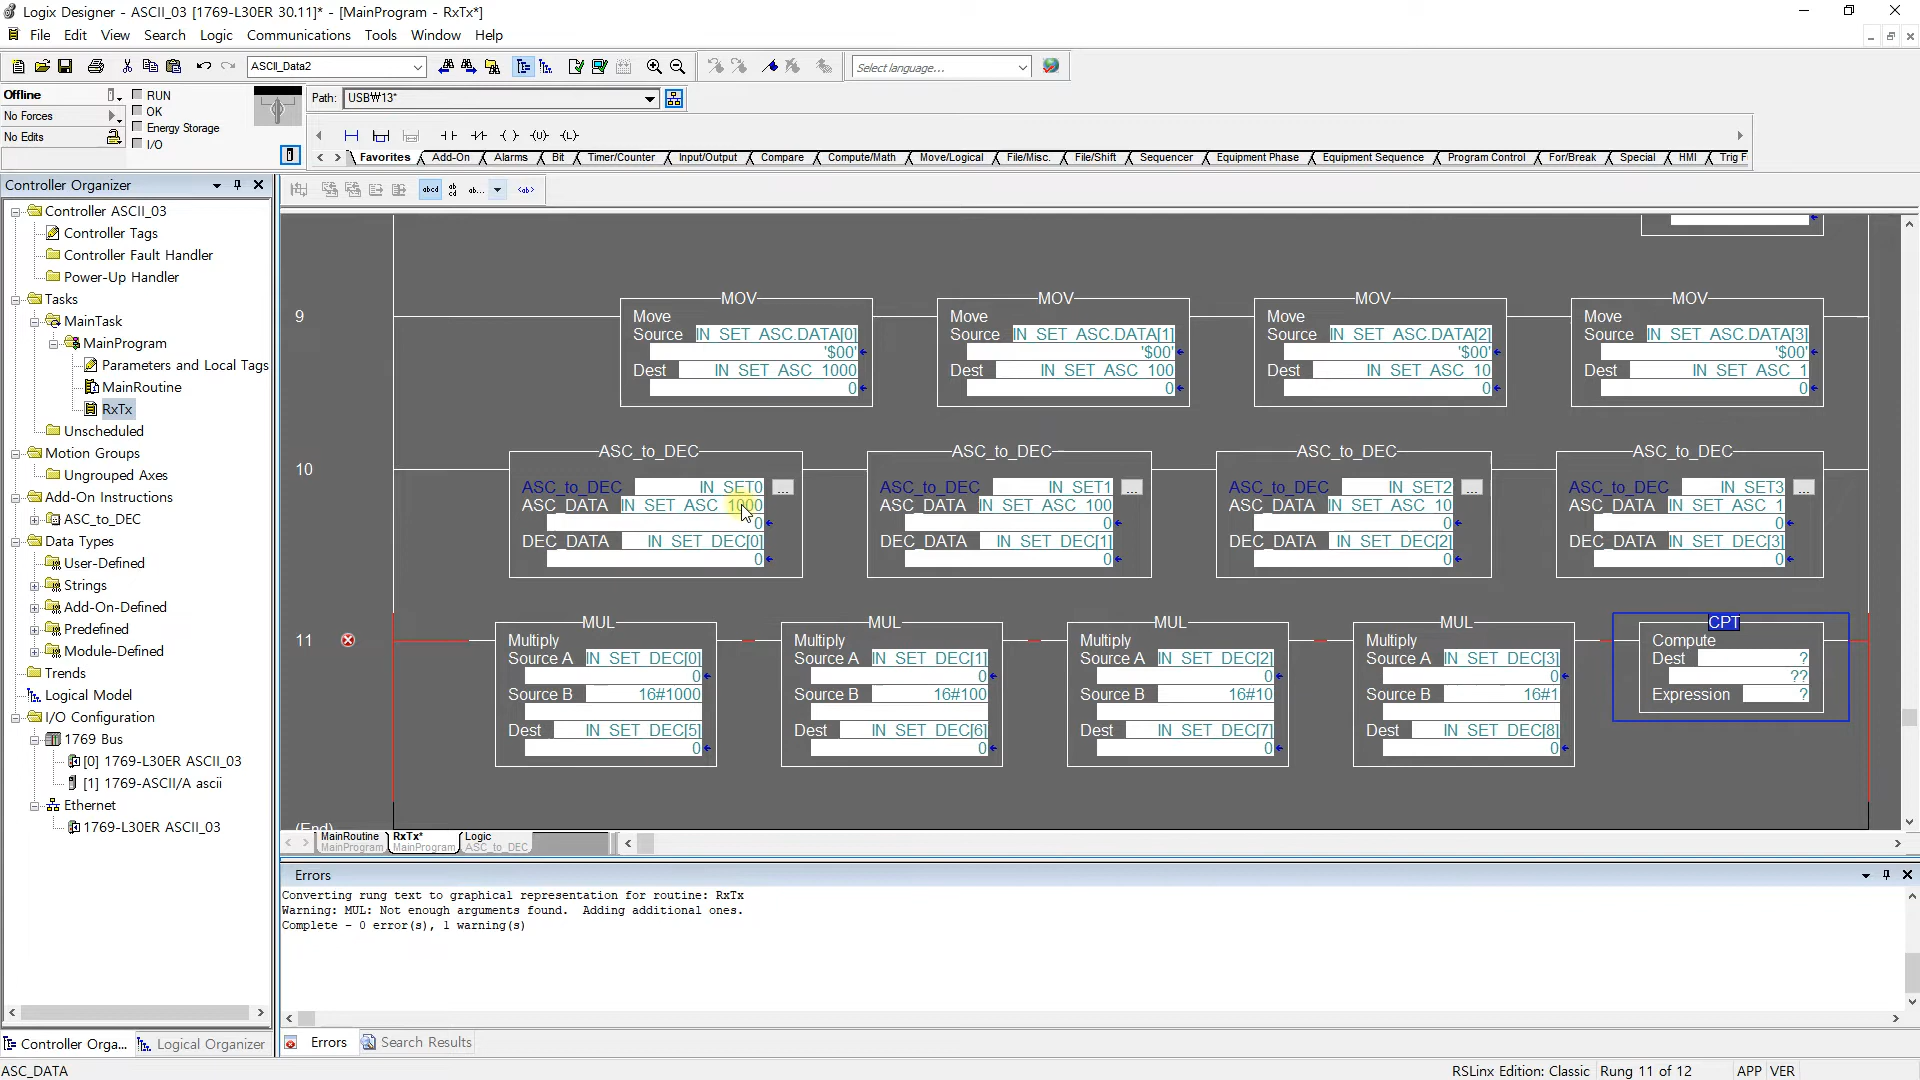 Logix Designer - ASCII_03 [1769-L30ER 30.11]* - [MainProgram - RxTx*]
File Edit View Search Logic Communications Tools Window Help
ASCII_Data2
Select language...
Offline
RUN
No Forces
OK
No Edits
Energy Storage
I/O
Path: USB₩13*
Favorites Add-On Alarms Bit Timer/Counter Input/Output Compare Compute/Math Move/Logical File/Misc. File/Shift Sequencer Equipment Phase Equipment Sequence Program Control For/Break Special HMI Trig F
Controller Organizer
Controller ASCII_03
Controller Tags
Controller Fault Handler
Power-Up Handler
Tasks
MainTask
MainProgram
Parameters and Local Tags
MainRoutine
RxTx
Unscheduled
Motion Groups
Ungrouped Axes
Add-On Instructions
ASC_to_DEC
Data Types
User-Defined
Strings
Add-On-Defined
Predefined
Module-Defined
Trends
Logical Model
I/O Configuration
1769 Bus
[0] 1769-L30ER ASCII_03
[1] 1769-ASCII/A ascii
Ethernet
1769-L30ER ASCII_03
Controller Orga... Logical Organizer
abcd ab cd ab... <ab>
9
MOV MOV MOV MOV
Move Move Move Move
Source IN_SET_ASC.DATA[0] Source IN_SET_ASC.DATA[1] Source IN_SET_ASC.DATA[2] Source IN_SET_ASC.DATA[3]
'$00' '$00' '$00' '$00'
Dest IN_SET_ASC_1000 Dest IN_SET_ASC_100 Dest IN_SET_ASC_10 Dest IN_SET_ASC_1
0 0 0 0
10
ASC_to_DEC ASC_to_DEC ASC_to_DEC ASC_to_DEC
ASC_to_DEC IN_SET0 ... ASC_to_DEC IN_SET1 ... ASC_to_DEC IN_SET2 ... ASC_to_DEC IN_SET3 ...
ASC_DATA IN_SET_ASC_1000 ASC_DATA IN_SET_ASC_100 ASC_DATA IN_SET_ASC_10 ASC_DATA IN_SET_ASC_1
0 0 0 0
DEC_DATA IN_SET_DEC[0] DEC_DATA IN_SET_DEC[1] DEC_DATA IN_SET_DEC[2] DEC_DATA IN_SET_DEC[3]
0 0 0 0
11
MUL MUL MUL MUL CPT
Multiply Multiply Multiply Multiply Compute
Source A IN_SET_DEC[0] Source A IN_SET_DEC[1] Source A IN_SET_DEC[2] Source A IN_SET_DEC[3] Dest ?
0 0 0 0 ??
Source B 16#1000 Source B 16#100 Source B 16#10 Source B 16#1 Expression ?
Dest IN_SET_DEC[5] Dest IN_SET_DEC[6] Dest IN_SET_DEC[7] Dest IN_SET_DEC[8]
0 0 0 0
(End)
MainRoutine RxTx* Logic
MainProgram MainProgram ASC_to_DEC
Errors
Converting rung text to graphical representation for routine: RxTx
Warning: MUL: Not enough arguments found. Adding additional ones.
Complete - 0 error(s), 1 warning(s)
Errors Search Results
ASC_DATA
RSLinx Edition: Classic Rung 11 of 12 APP VER